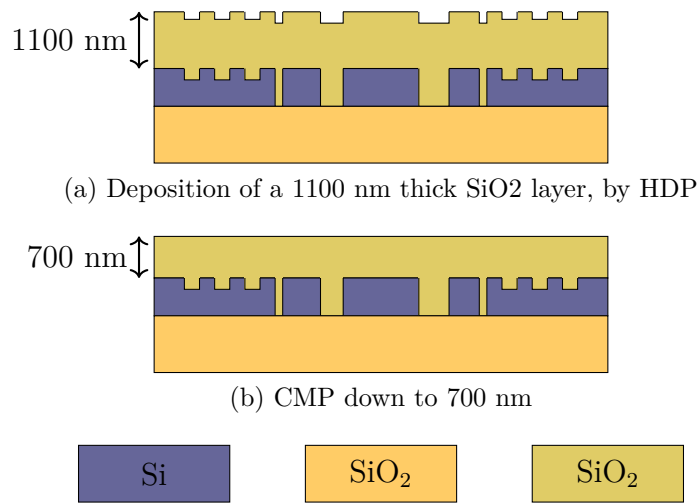 1100 nm
(a) Deposition of a 1100 nm thick SiO2 layer, by HDP
700 nm
(b) CMP down to 700 nm
Si SiO₂ SiO₂